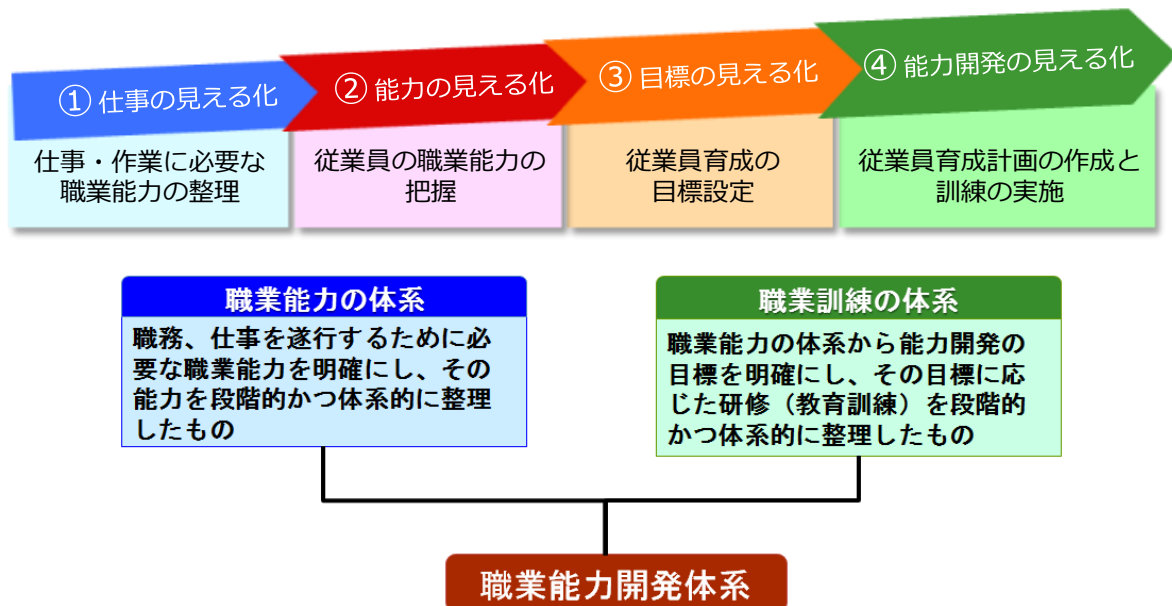 ① 仕事の見える化
② 能力の見える化
③ 目標の見える化
④ 能力開発の見える化
仕事・作業に必要な
職業能力の整理
従業員の職業能力の
把握
従業員育成の
目標設定
従業員育成計画の作成と
訓練の実施
職業能力の体系
職務、仕事を遂行するために必
要な職業能力を明確にし、その
能力を段階的かつ体系的に整理
したもの
職業訓練の体系
職業能力の体系から能力開発の
目標を明確にし、その目標に応
じた研修（教育訓練）を段階的
かつ体系的に整理したもの
職業能力開発体系